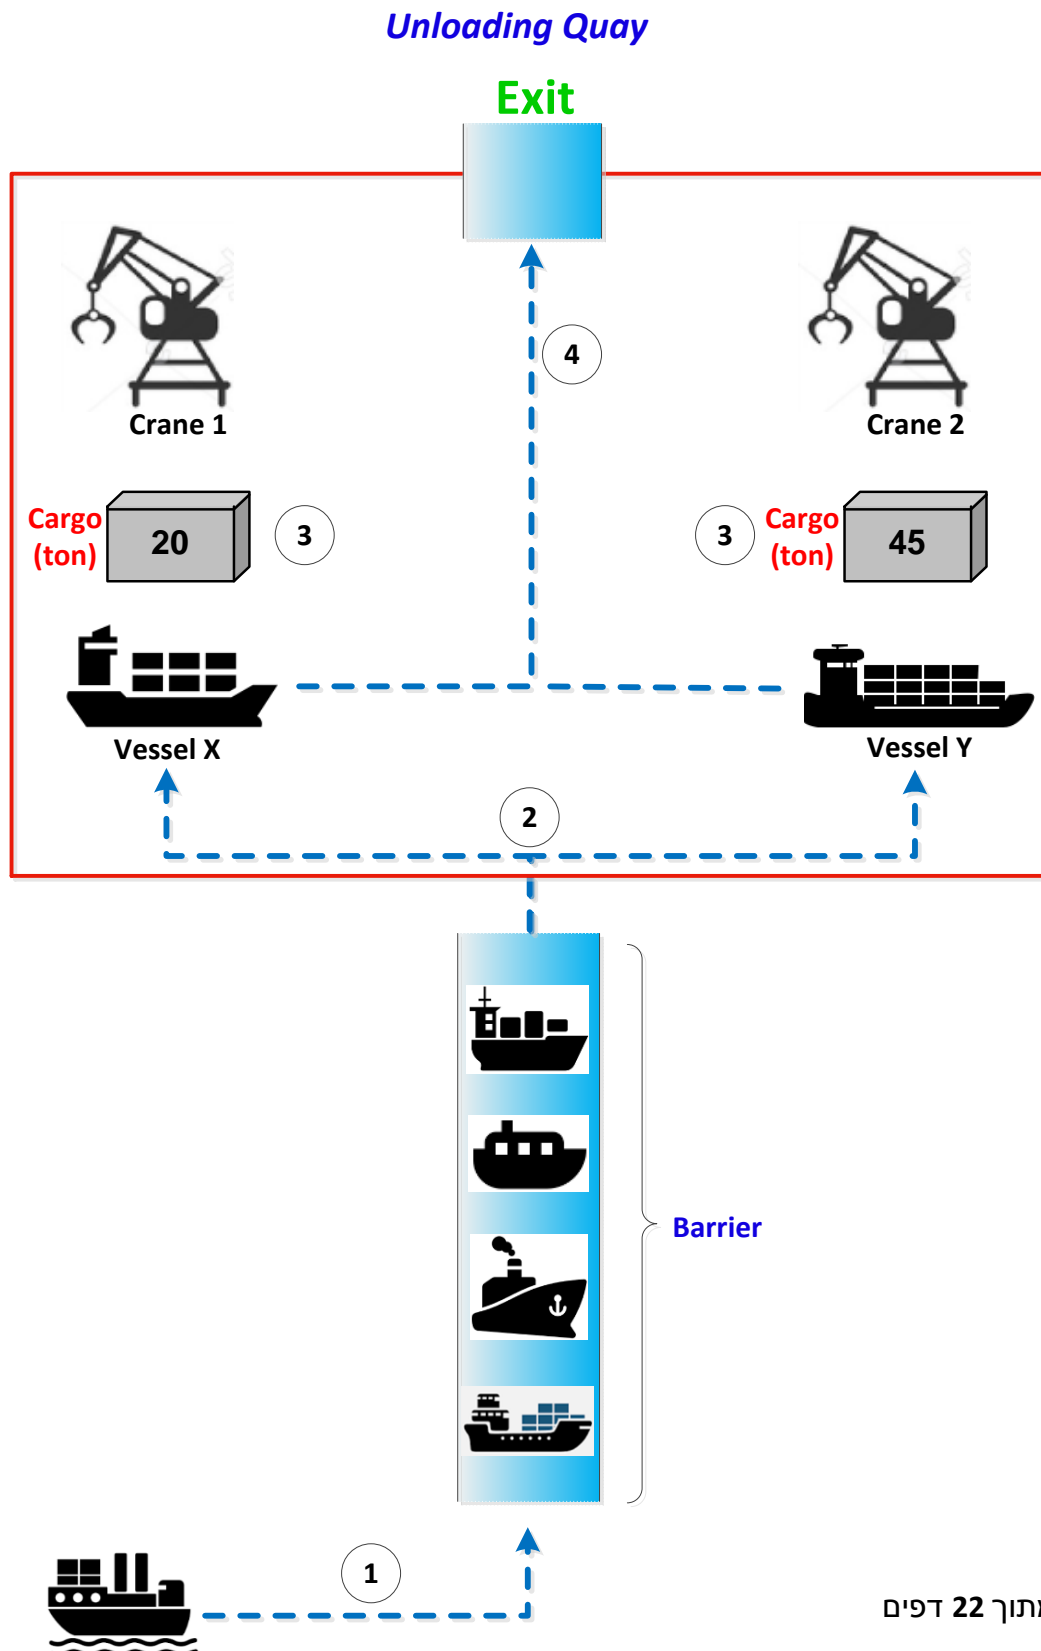 Unloading Quay
Exit
4
Crane 1
Crane 2
Cargo
(ton)
20
3
3
Cargo
(ton)
45
Vessel X
Vessel Y
2
Barrier
1
מתוך 22 דפים